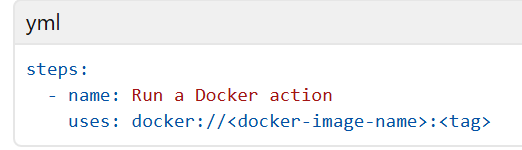 yml
steps:
  - name: Run a Docker action
    uses: docker://<docker-image-name>:<tag>